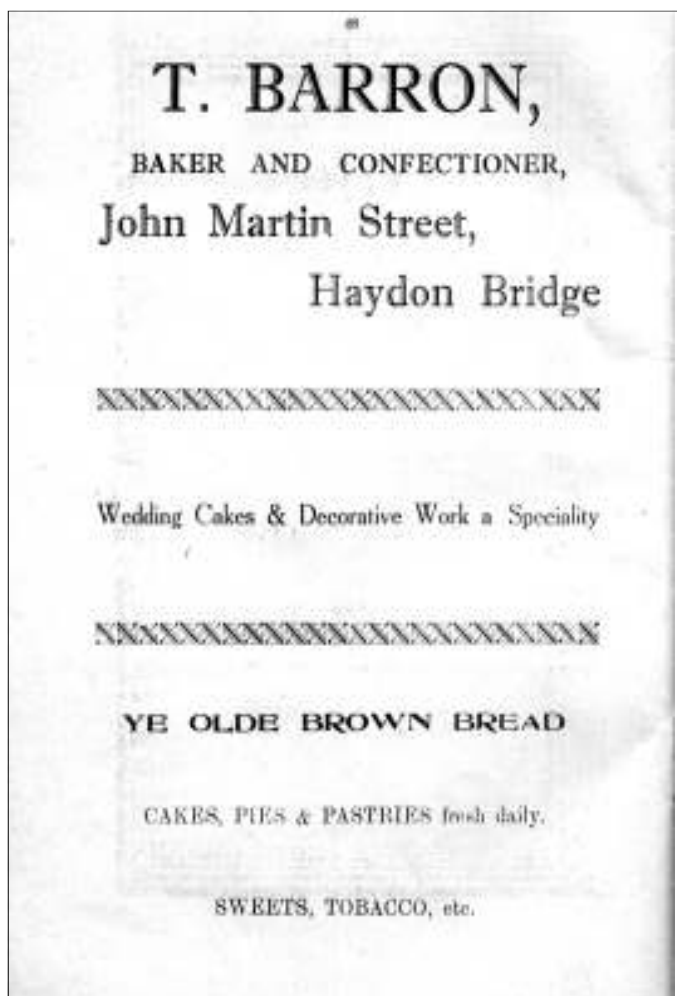 T. BARRON,
BAKER AND CONFECTIONER,
John Martin Street,
Haydon Bridge
Wedding Cakes & Decorative Work a Speciality
YE OLDE BROWN BREAD
CAKES, PIES & PASTRIES fresh daily.
SWEETS, TOBACCO, etc.